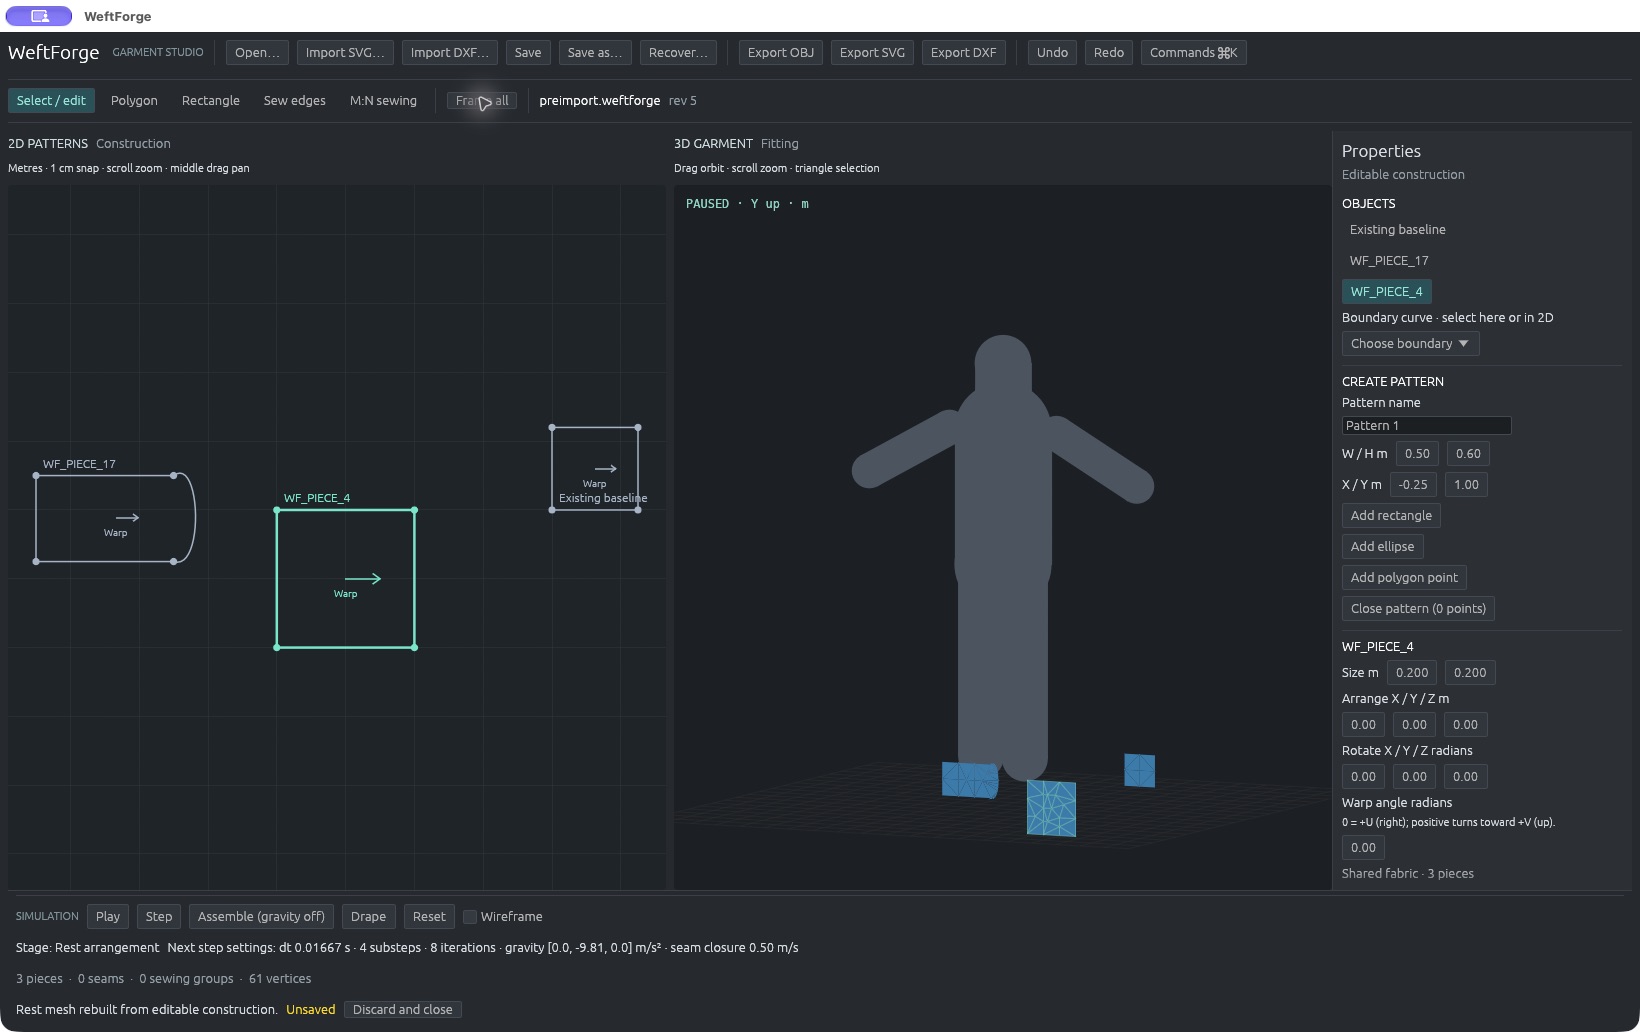 WeftForge
WeftForge GARMENT STUDIO Open... Import SVG... Import DXF... Save Save as... Recover... Export OBJ Export SVG Export DXF Undo Redo Commands ⌘K
Select / edit Polygon Rectangle Sew edges M:N sewing all preimport.weftforge rev 5
2D PATTERNS Construction
Metres · 1 cm snap · scroll zoom · middle drag pan
WF_PIECE_17
Warp
WF_PIECE_4
Warp
Warp
Existing baseline
3D GARMENT Fitting
Drag orbit · scroll zoom · triangle selection
PAUSED · Y up · m
Properties
Editable construction
OBJECTS
Existing baseline
WF_PIECE_17
WF_PIECE_4
Boundary curve · select here or in 2D
Choose boundary
CREATE PATTERN
Pattern name
Pattern 1
W / H m 0.50 0.60
X / Y m -0.25 1.00
Add rectangle
Add ellipse
Add polygon point
Close pattern (0 points)
WF_PIECE_4
Size m 0.200 0.200
Arrange X / Y / Z m
0.00 0.00 0.00
Rotate X / Y / Z radians
0.00 0.00 0.00
Warp angle radians
0 = +U (right); positive turns toward +V (up).
0.00
Shared fabric · 3 pieces
SIMULATION Play Step Assemble (gravity off) Drape Reset Wireframe
Stage: Rest arrangement Next step settings: dt 0.01667 s · 4 substeps · 8 iterations · gravity [0.0, -9.81, 0.0] m/s² · seam closure 0.50 m/s
3 pieces · 0 seams · 0 sewing groups · 61 vertices
Rest mesh rebuilt from editable construction. Unsaved Discard and close